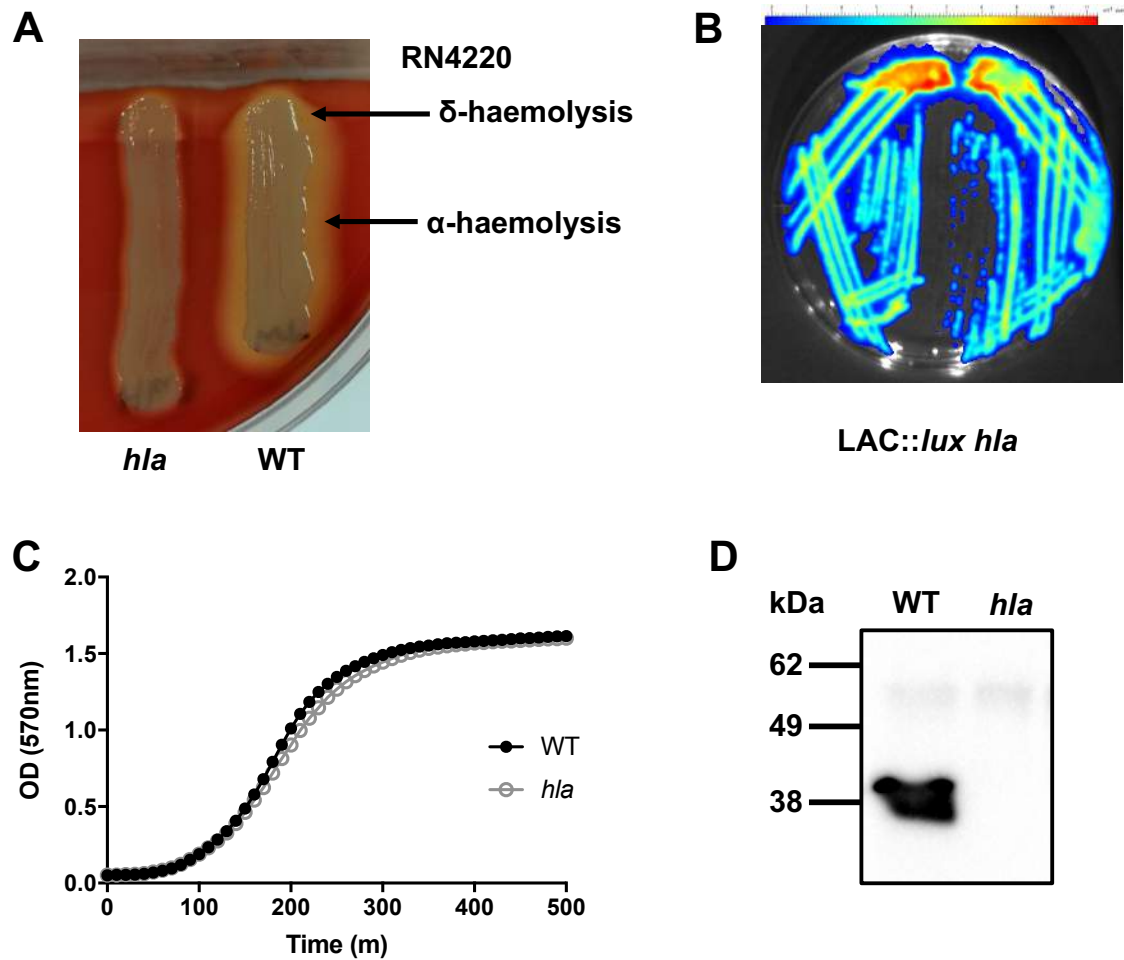 A
RN4220
δ-haemolysis
α-haemolysis
hla WT
B
LAC::lux hla
C
2.0
1.5
1.0
0.5
0.0
OD (570nm)
WT
hla
0 100 200 300 400 500
Time (m)
D
kDa WT hla
62
49
38